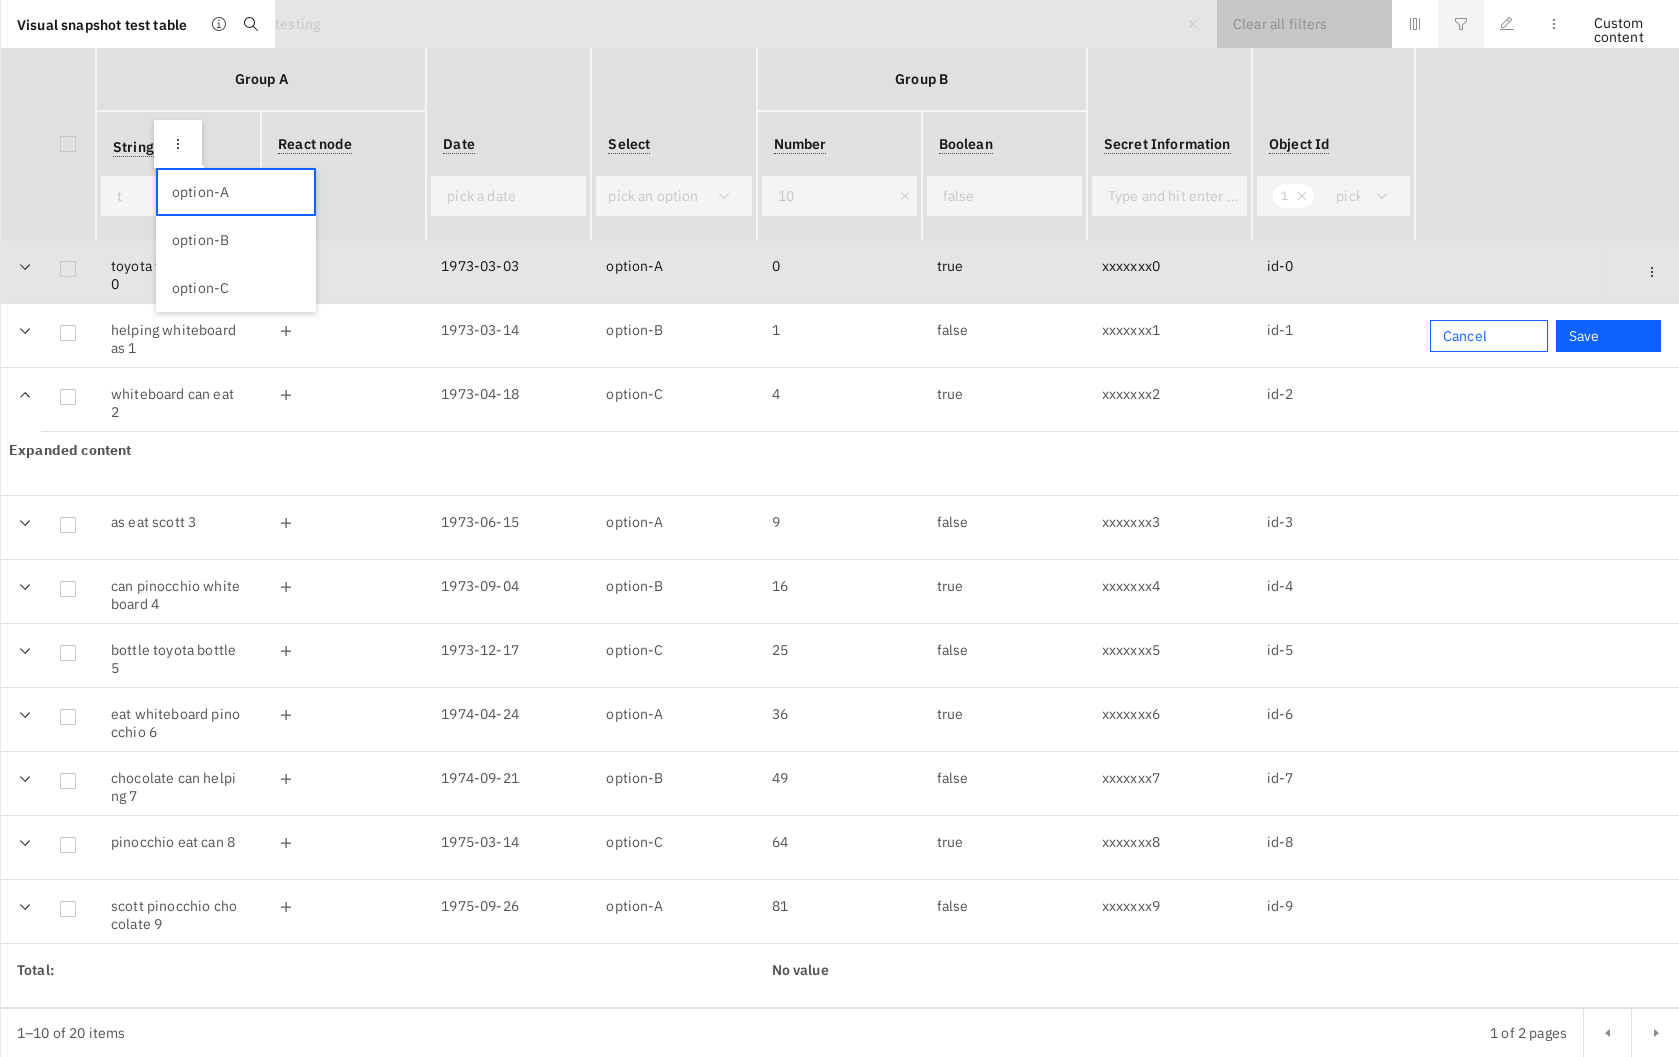 Visual snapshot test table
testing
Clear all filters
Custom
content
Group A
Group B
String
React node
Date
Select
Number
Boolean
Secret Information
Object Id
t
pick a date
pick an option
10
false
Type and hit enter ...
1
pick
option-A
option-B
option-C
toyota
0
1973-03-03
option-A
0
true
xxxxxxx0
id-0
helping whiteboard
as 1
1973-03-14
option-B
1
false
xxxxxxx1
id-1
Cancel
Save
whiteboard can eat
2
1973-04-18
option-C
4
true
xxxxxxx2
id-2
Expanded content
as eat scott 3
1973-06-15
option-A
9
false
xxxxxxx3
id-3
can pinocchio white
board 4
1973-09-04
option-B
16
true
xxxxxxx4
id-4
bottle toyota bottle
5
1973-12-17
option-C
25
false
xxxxxxx5
id-5
eat whiteboard pino
cchio 6
1974-04-24
option-A
36
true
xxxxxxx6
id-6
chocolate can helpi
ng 7
1974-09-21
option-B
49
false
xxxxxxx7
id-7
pinocchio eat can 8
1975-03-14
option-C
64
true
xxxxxxx8
id-8
scott pinocchio cho
colate 9
1975-09-26
option-A
81
false
xxxxxxx9
id-9
Total:
No value
1–10 of 20 items
1 of 2 pages